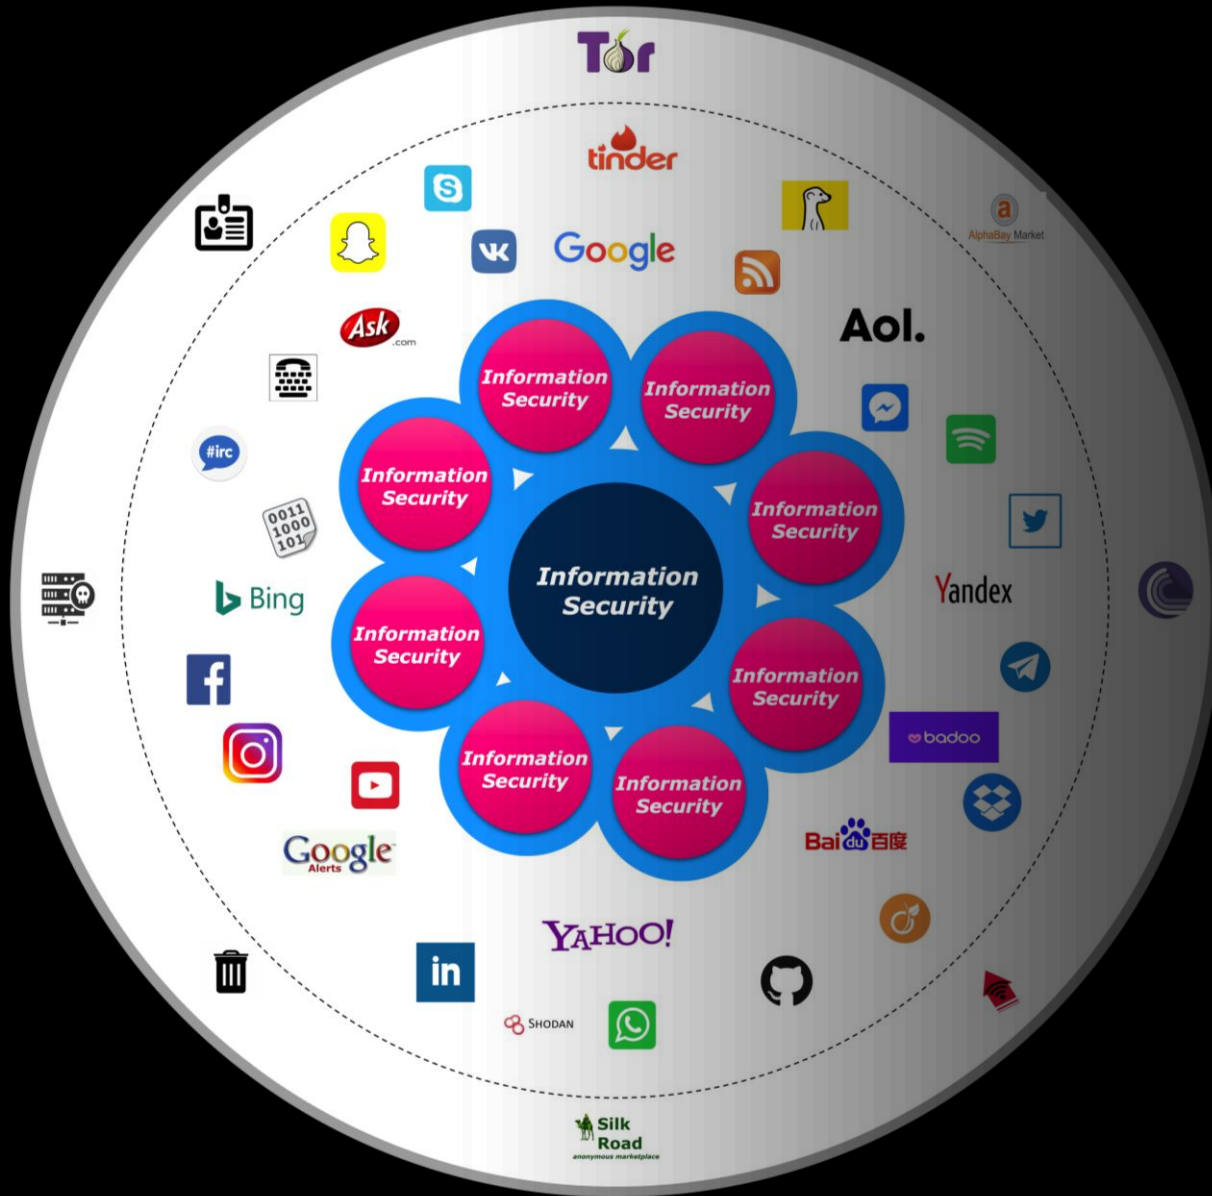 Tor
tinder
a
AlphaBay Market
S
VK
Google
Ask
.com
Aol.
Information
Security
Information
Security
#irc
Information
Security
Information
Security
0011
1000
101
Information
Security
Bing
Yandex
Information
Security
Information
Security
f
badoo
Information
Security
Information
Security
Google
Alerts
Baidu百度
YAHOO!
in
SHODAN
Silk
Road
anonymous marketplace